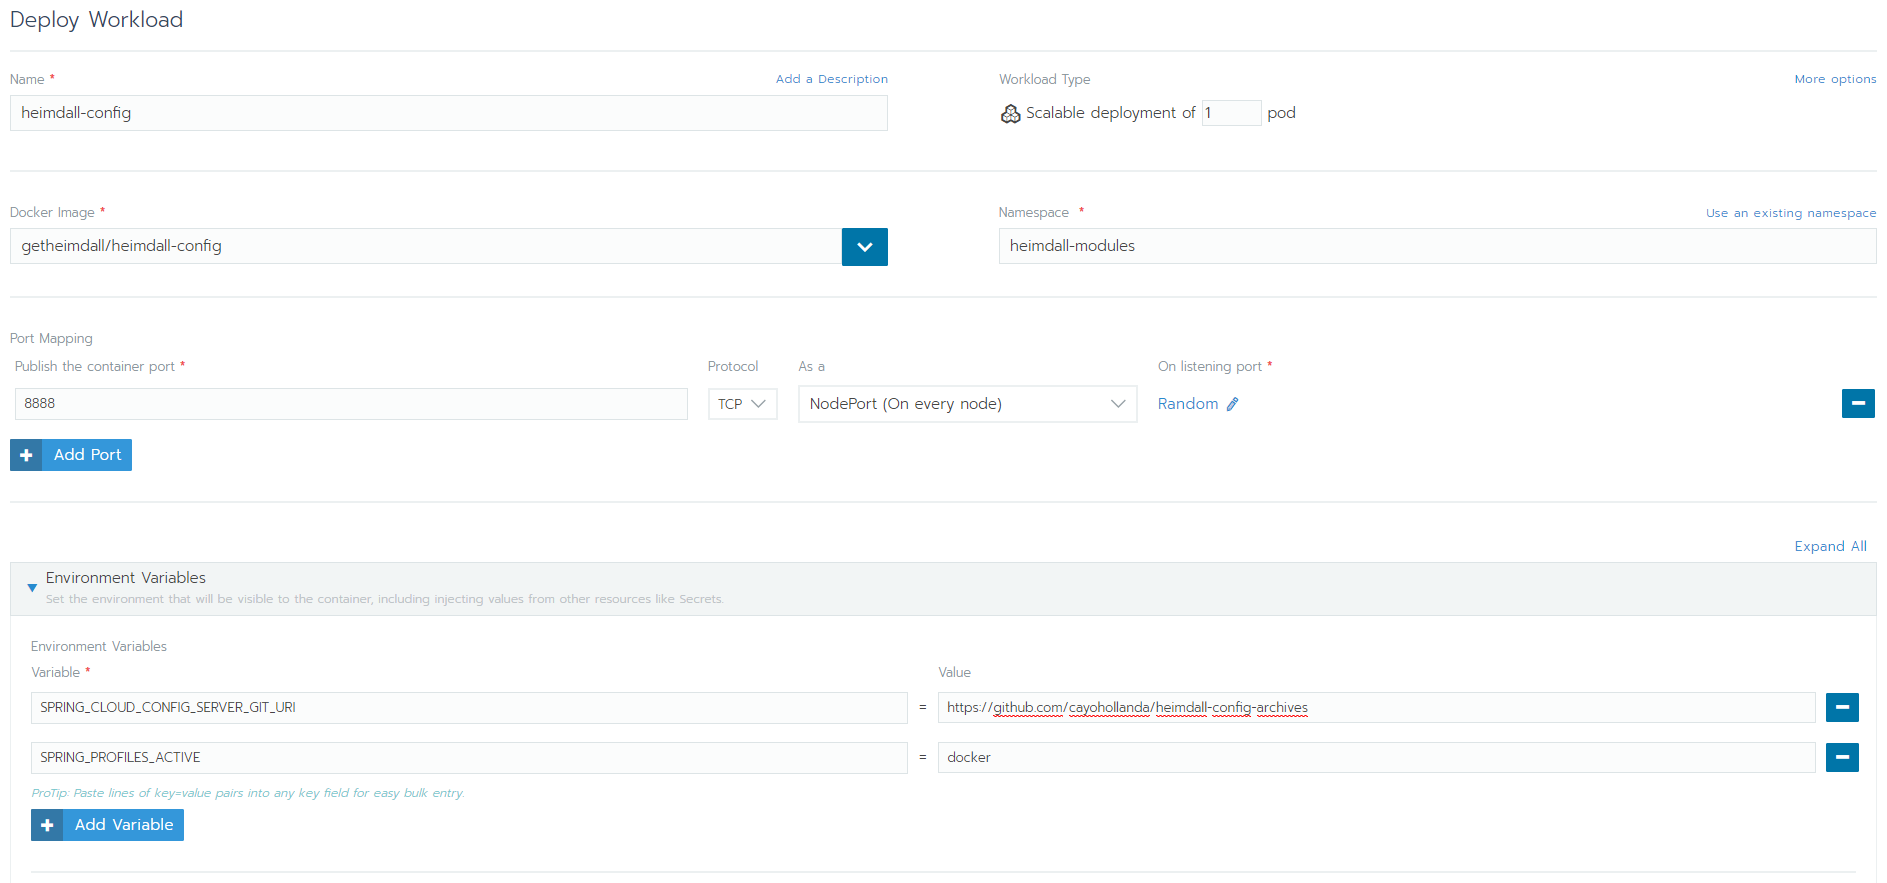 Deploy Workload
Name * Add a Description
heimdall-config
Workload Type More options
Scalable deployment of 1 pod
Docker Image *
getheimdall/heimdall-config
Namespace * Use an existing namespace
heimdall-modules
Port Mapping
Publish the container port * Protocol As a On listening port *
8888 TCP NodePort (On every node) Random
Add Port
Expand All
Environment Variables
Set the environment that will be visible to the container, including injecting values from other resources like Secrets.
Environment Variables
Variable * Value
SPRING_CLOUD_CONFIG_SERVER_GIT_URI = https://github.com/cayohollanda/heimdall-config-archives
SPRING_PROFILES_ACTIVE = docker
ProTip: Paste lines of key=value pairs into any key field for easy bulk entry.
Add Variable